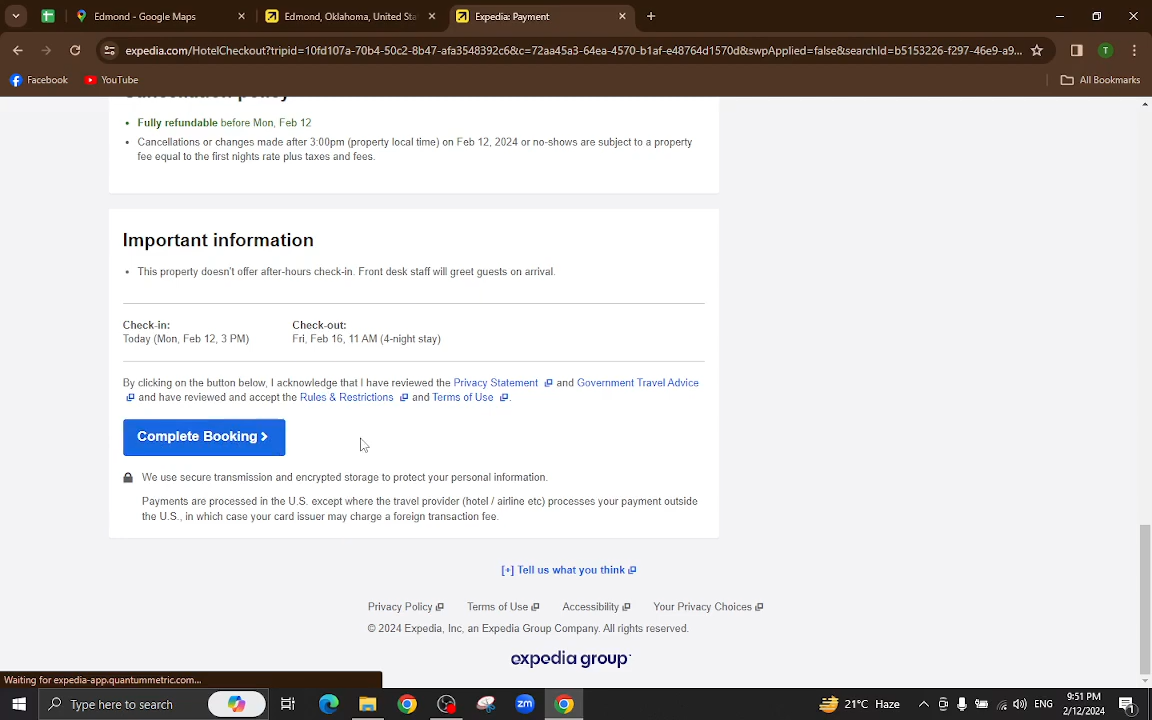 Edmond - Google Maps
Edmond, Oklahoma, United Sta
Expedia: Payment
expedia.com/HotelCheckout?tripid=10fd107a-70b4-50c2-8b47-afa3548392c6&c=72aa45a3-64ea-4570-b1af-e48764d1570d&swpApplied=false&searchId=b5153226-f297-46e9-a9...
T
Facebook
YouTube
All Bookmarks
Cancellation policy
• Fully refundable before Mon, Feb 12
• Cancellations or changes made after 3:00pm (property local time) on Feb 12, 2024 or no-shows are subject to a property
fee equal to the first nights rate plus taxes and fees.
Important information
• This property doesn't offer after-hours check-in. Front desk staff will greet guests on arrival.
Check-in:
Today (Mon, Feb 12, 3 PM)
Check-out:
Fri, Feb 16, 11 AM (4-night stay)
By clicking on the button below, I acknowledge that I have reviewed the Privacy Statement and Government Travel Advice
and have reviewed and accept the Rules & Restrictions and Terms of Use .
Complete Booking
We use secure transmission and encrypted storage to protect your personal information.
Payments are processed in the U.S. except where the travel provider (hotel / airline etc) processes your payment outside
the U.S., in which case your card issuer may charge a foreign transaction fee.
[+] Tell us what you think
Privacy Policy
Terms of Use
Accessibility
Your Privacy Choices
© 2024 Expedia, Inc, an Expedia Group Company. All rights reserved.
expedia group
Waiting for expedia-app.quantummetric.com...
Type here to search
zm
21°C Haze
ENG
9:51 PM
2/12/2024
1